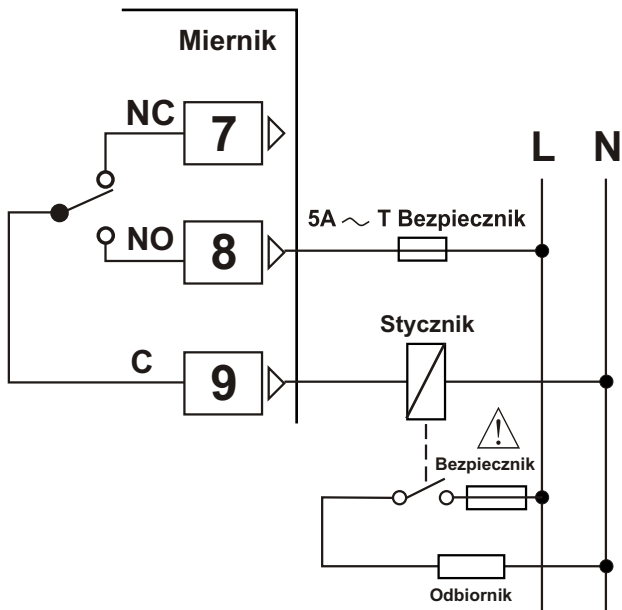 Miernik
NC
7
L N
NO
8
5A ~ T Bezpiecznik
Stycznik
C
9
!
Bezpiecznik
Odbiornik